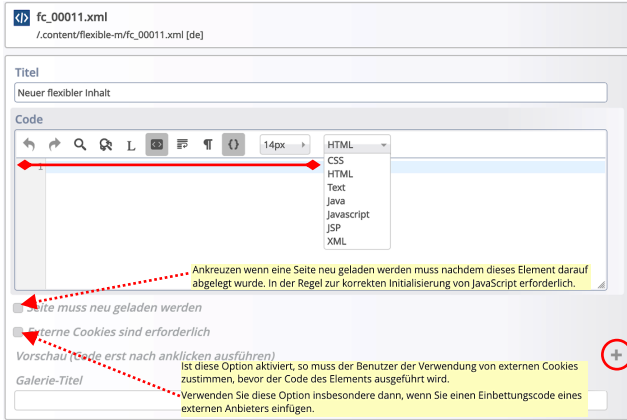 fc_00011.xml
/.content/flexible-m/fc_00011.xml [de]
Titel
Neuer flexibler Inhalt
Code
L ¶ {} 14px HTML
1
CSS
HTML
Text
Java
Javascript
JSP
XML
Ankreuzen wenn eine Seite neu geladen werden muss nachdem dieses Element darauf
abgelegt wurde. In der Regel zur korrekten Initialisierung von JavaScript erforderlich.
Seite muss neu geladen werden
Externe Cookies sind erforderlich
Vorschau (Code erst nach anklicken ausführen)
Ist diese Option aktiviert, so muss der Benutzer der Verwendung von externen Cookies
zustimmen, bevor der Code des Elements ausgeführt wird.
Galerie-Titel
Verwenden Sie diese Option insbesondere dann, wenn Sie einen Einbettungscode eines
externen Anbieters einfügen.